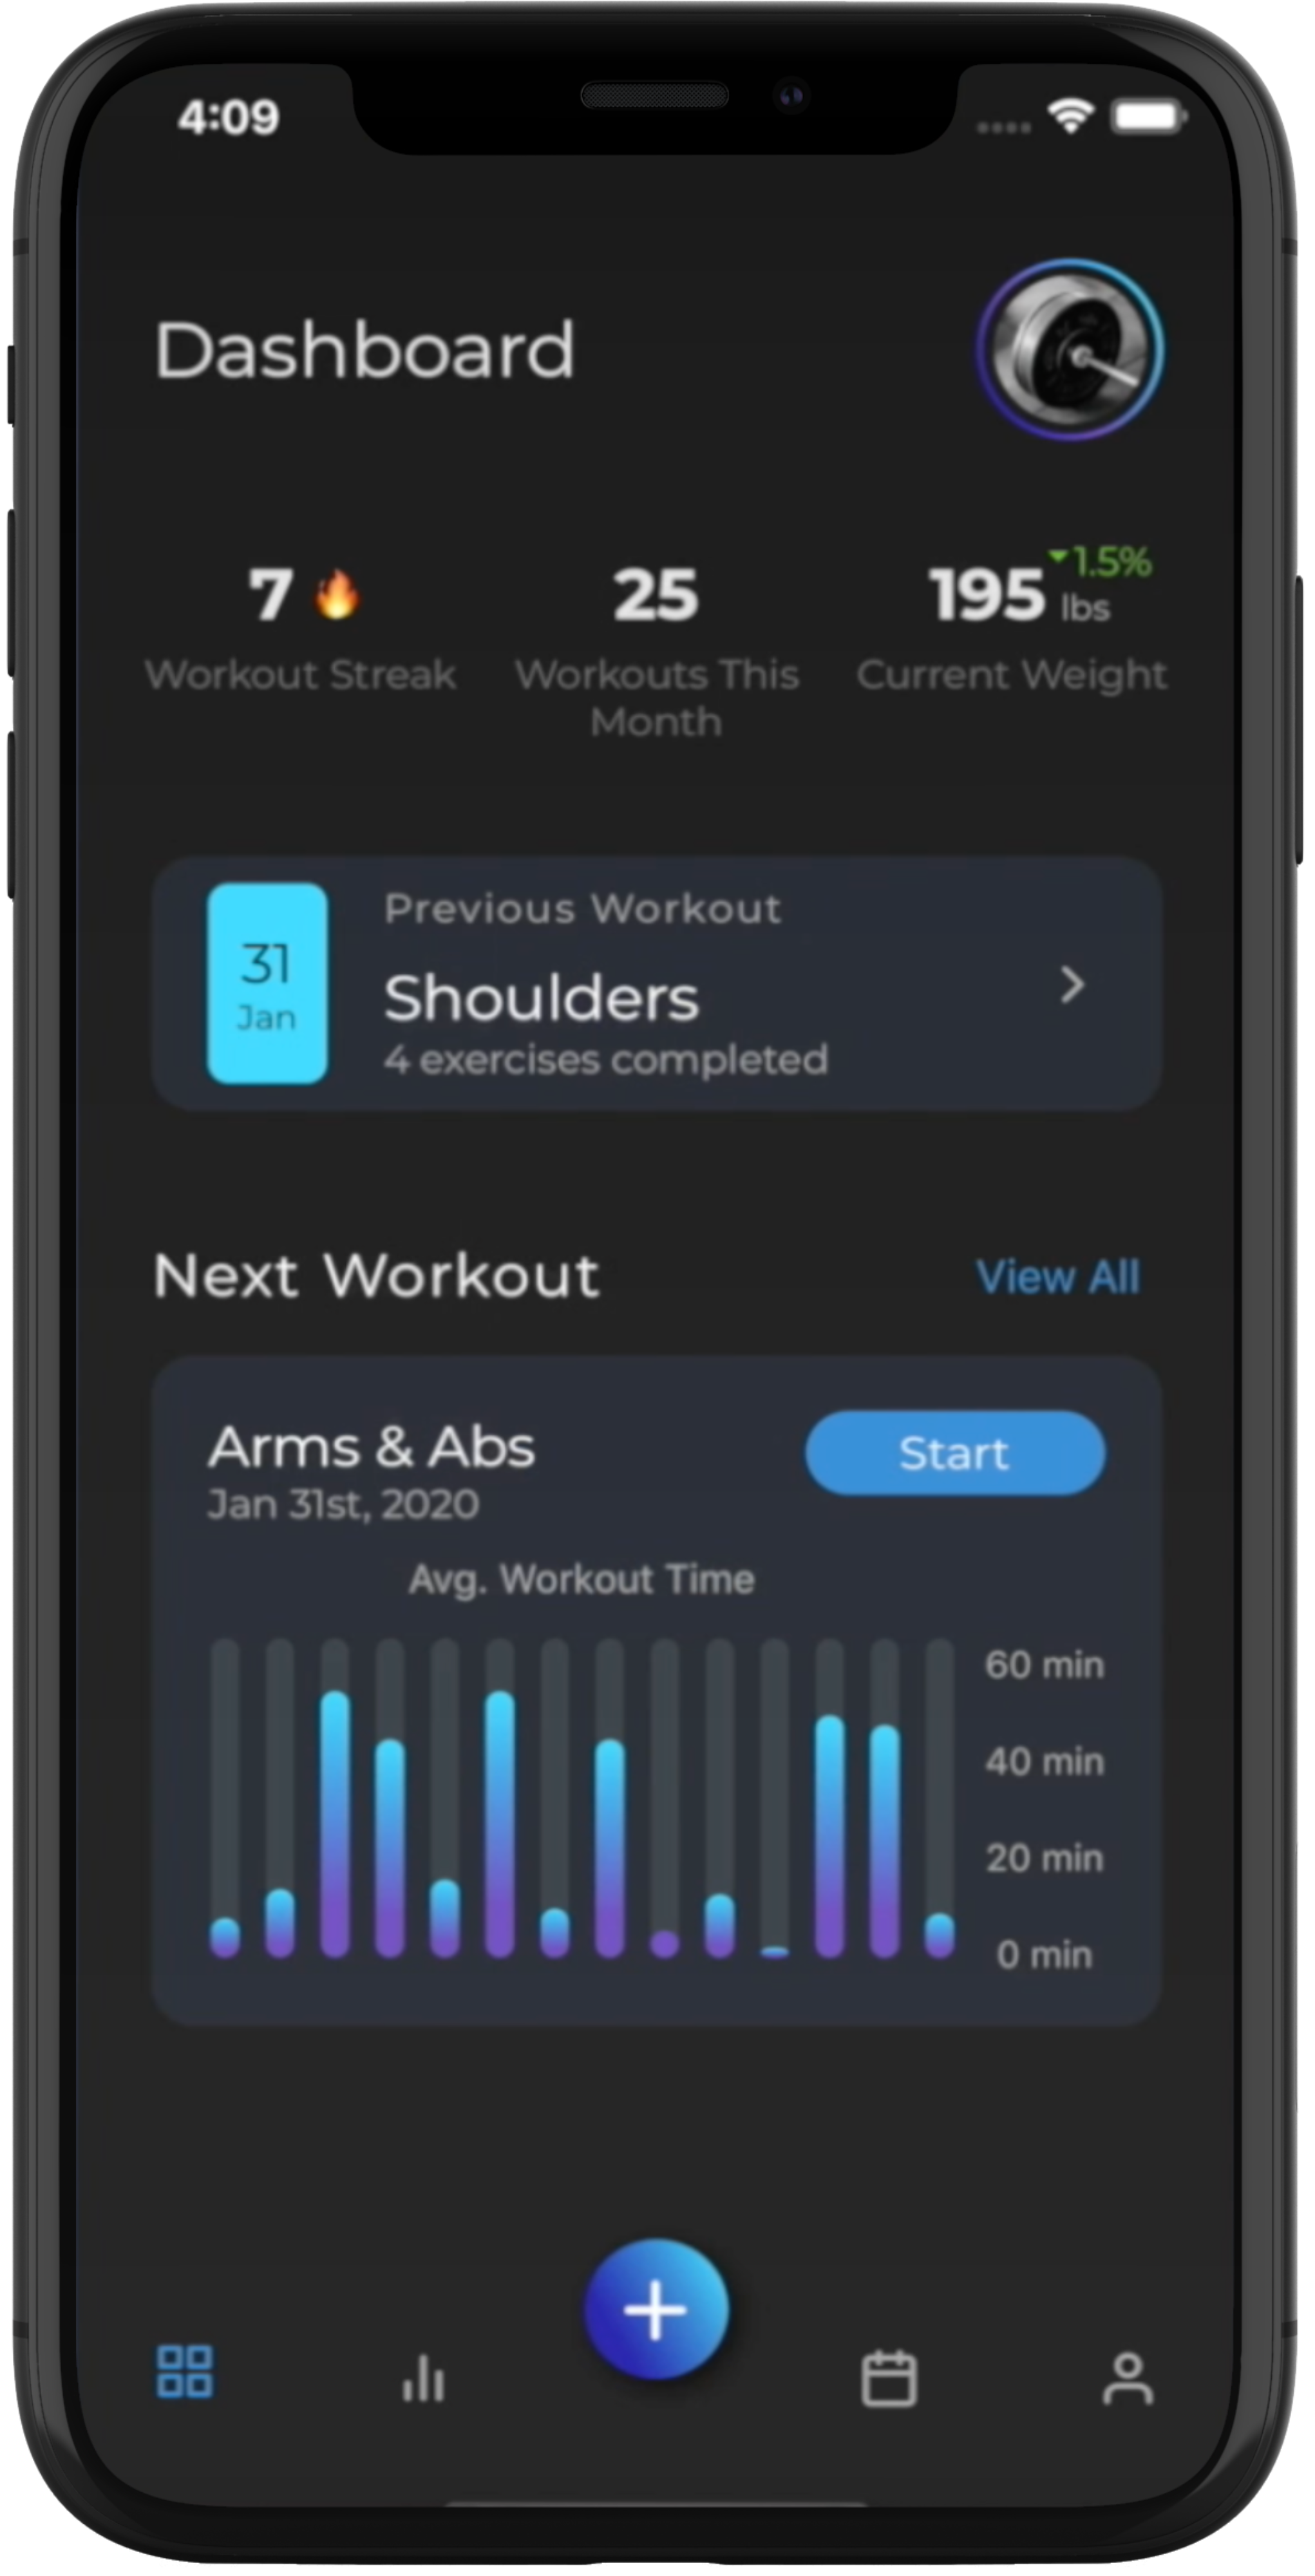 4:09
Dashboard
7 🔥
Workout Streak
25
Workouts This
Month
195 lbs
1.5%
Current Weight
31
Jan
Previous Workout
Shoulders
4 exercises completed
Next Workout
View All
Arms & Abs
Jan 31st, 2020
Start
Avg. Workout Time
60 min
40 min
20 min
0 min